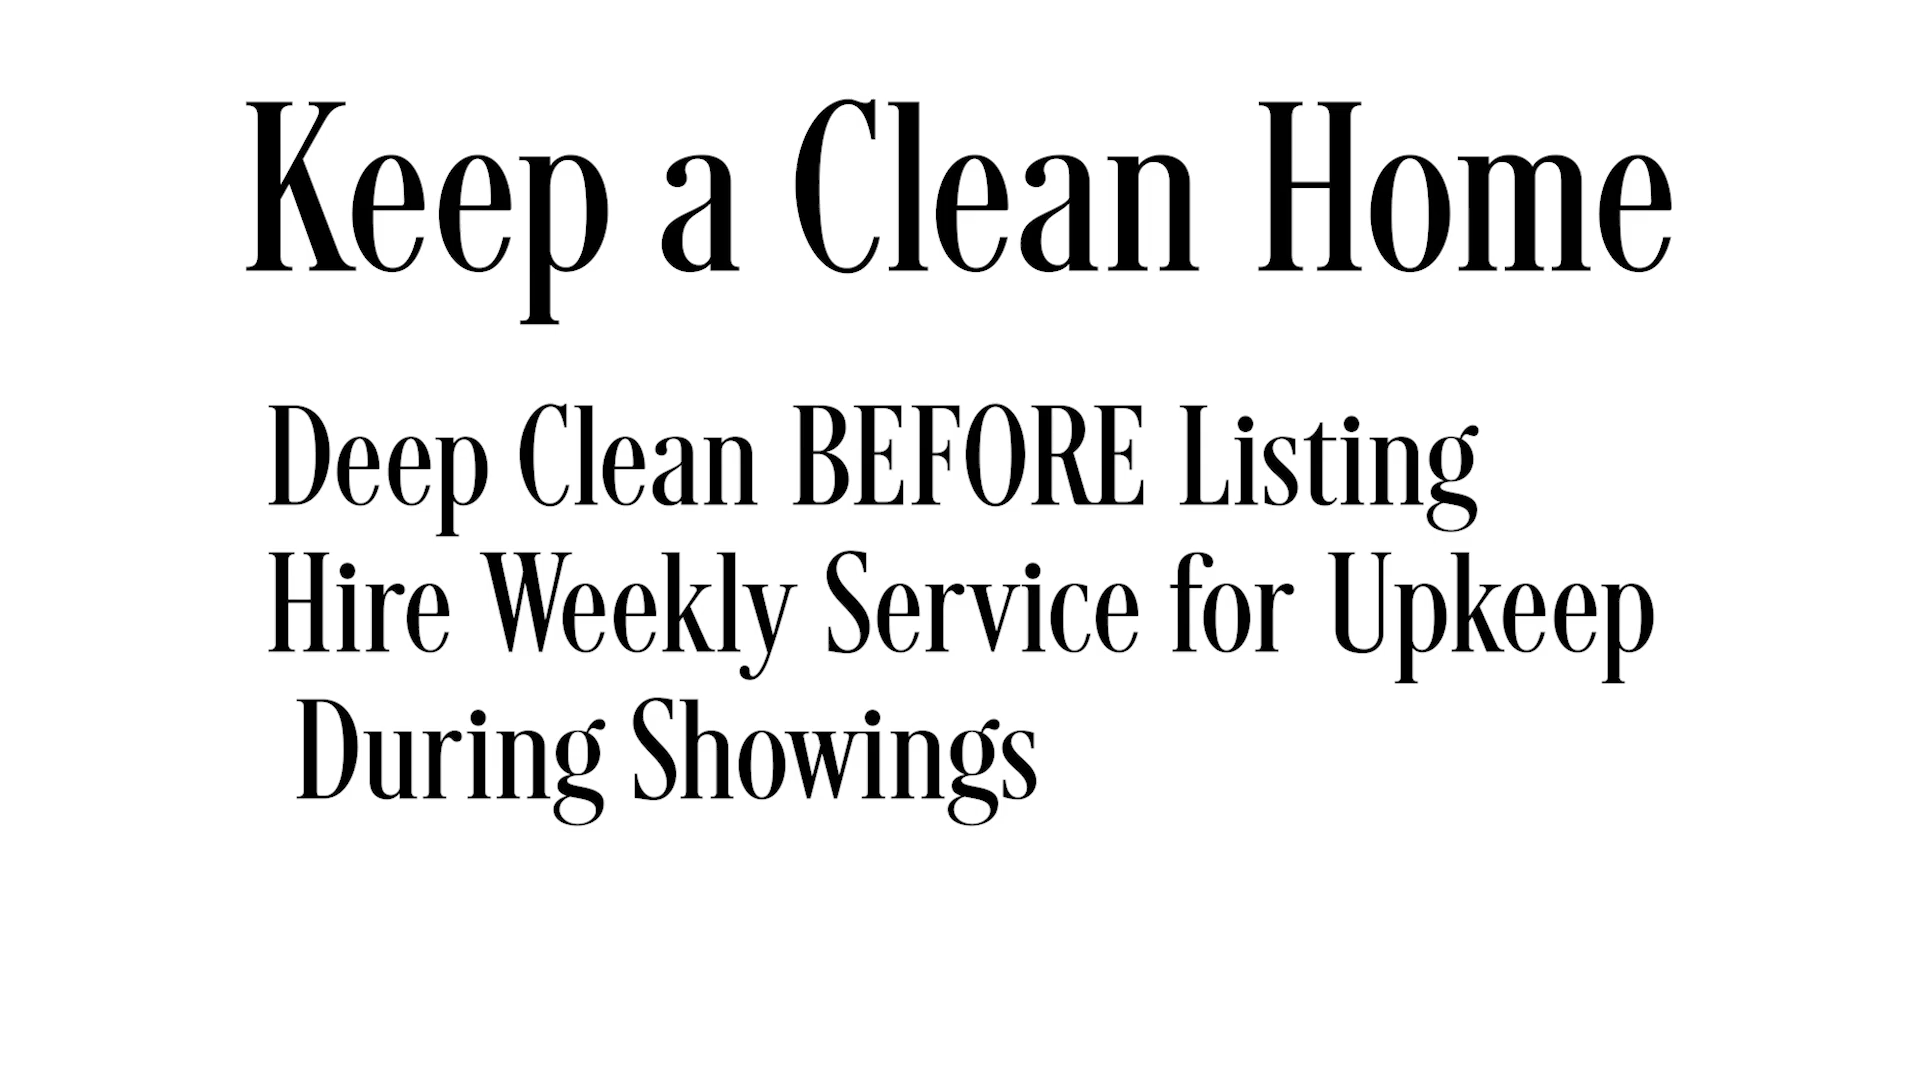 Keep a Clean Home
Deep Clean BEFORE Listing
Hire Weekly Service for Upkeep
During Showings